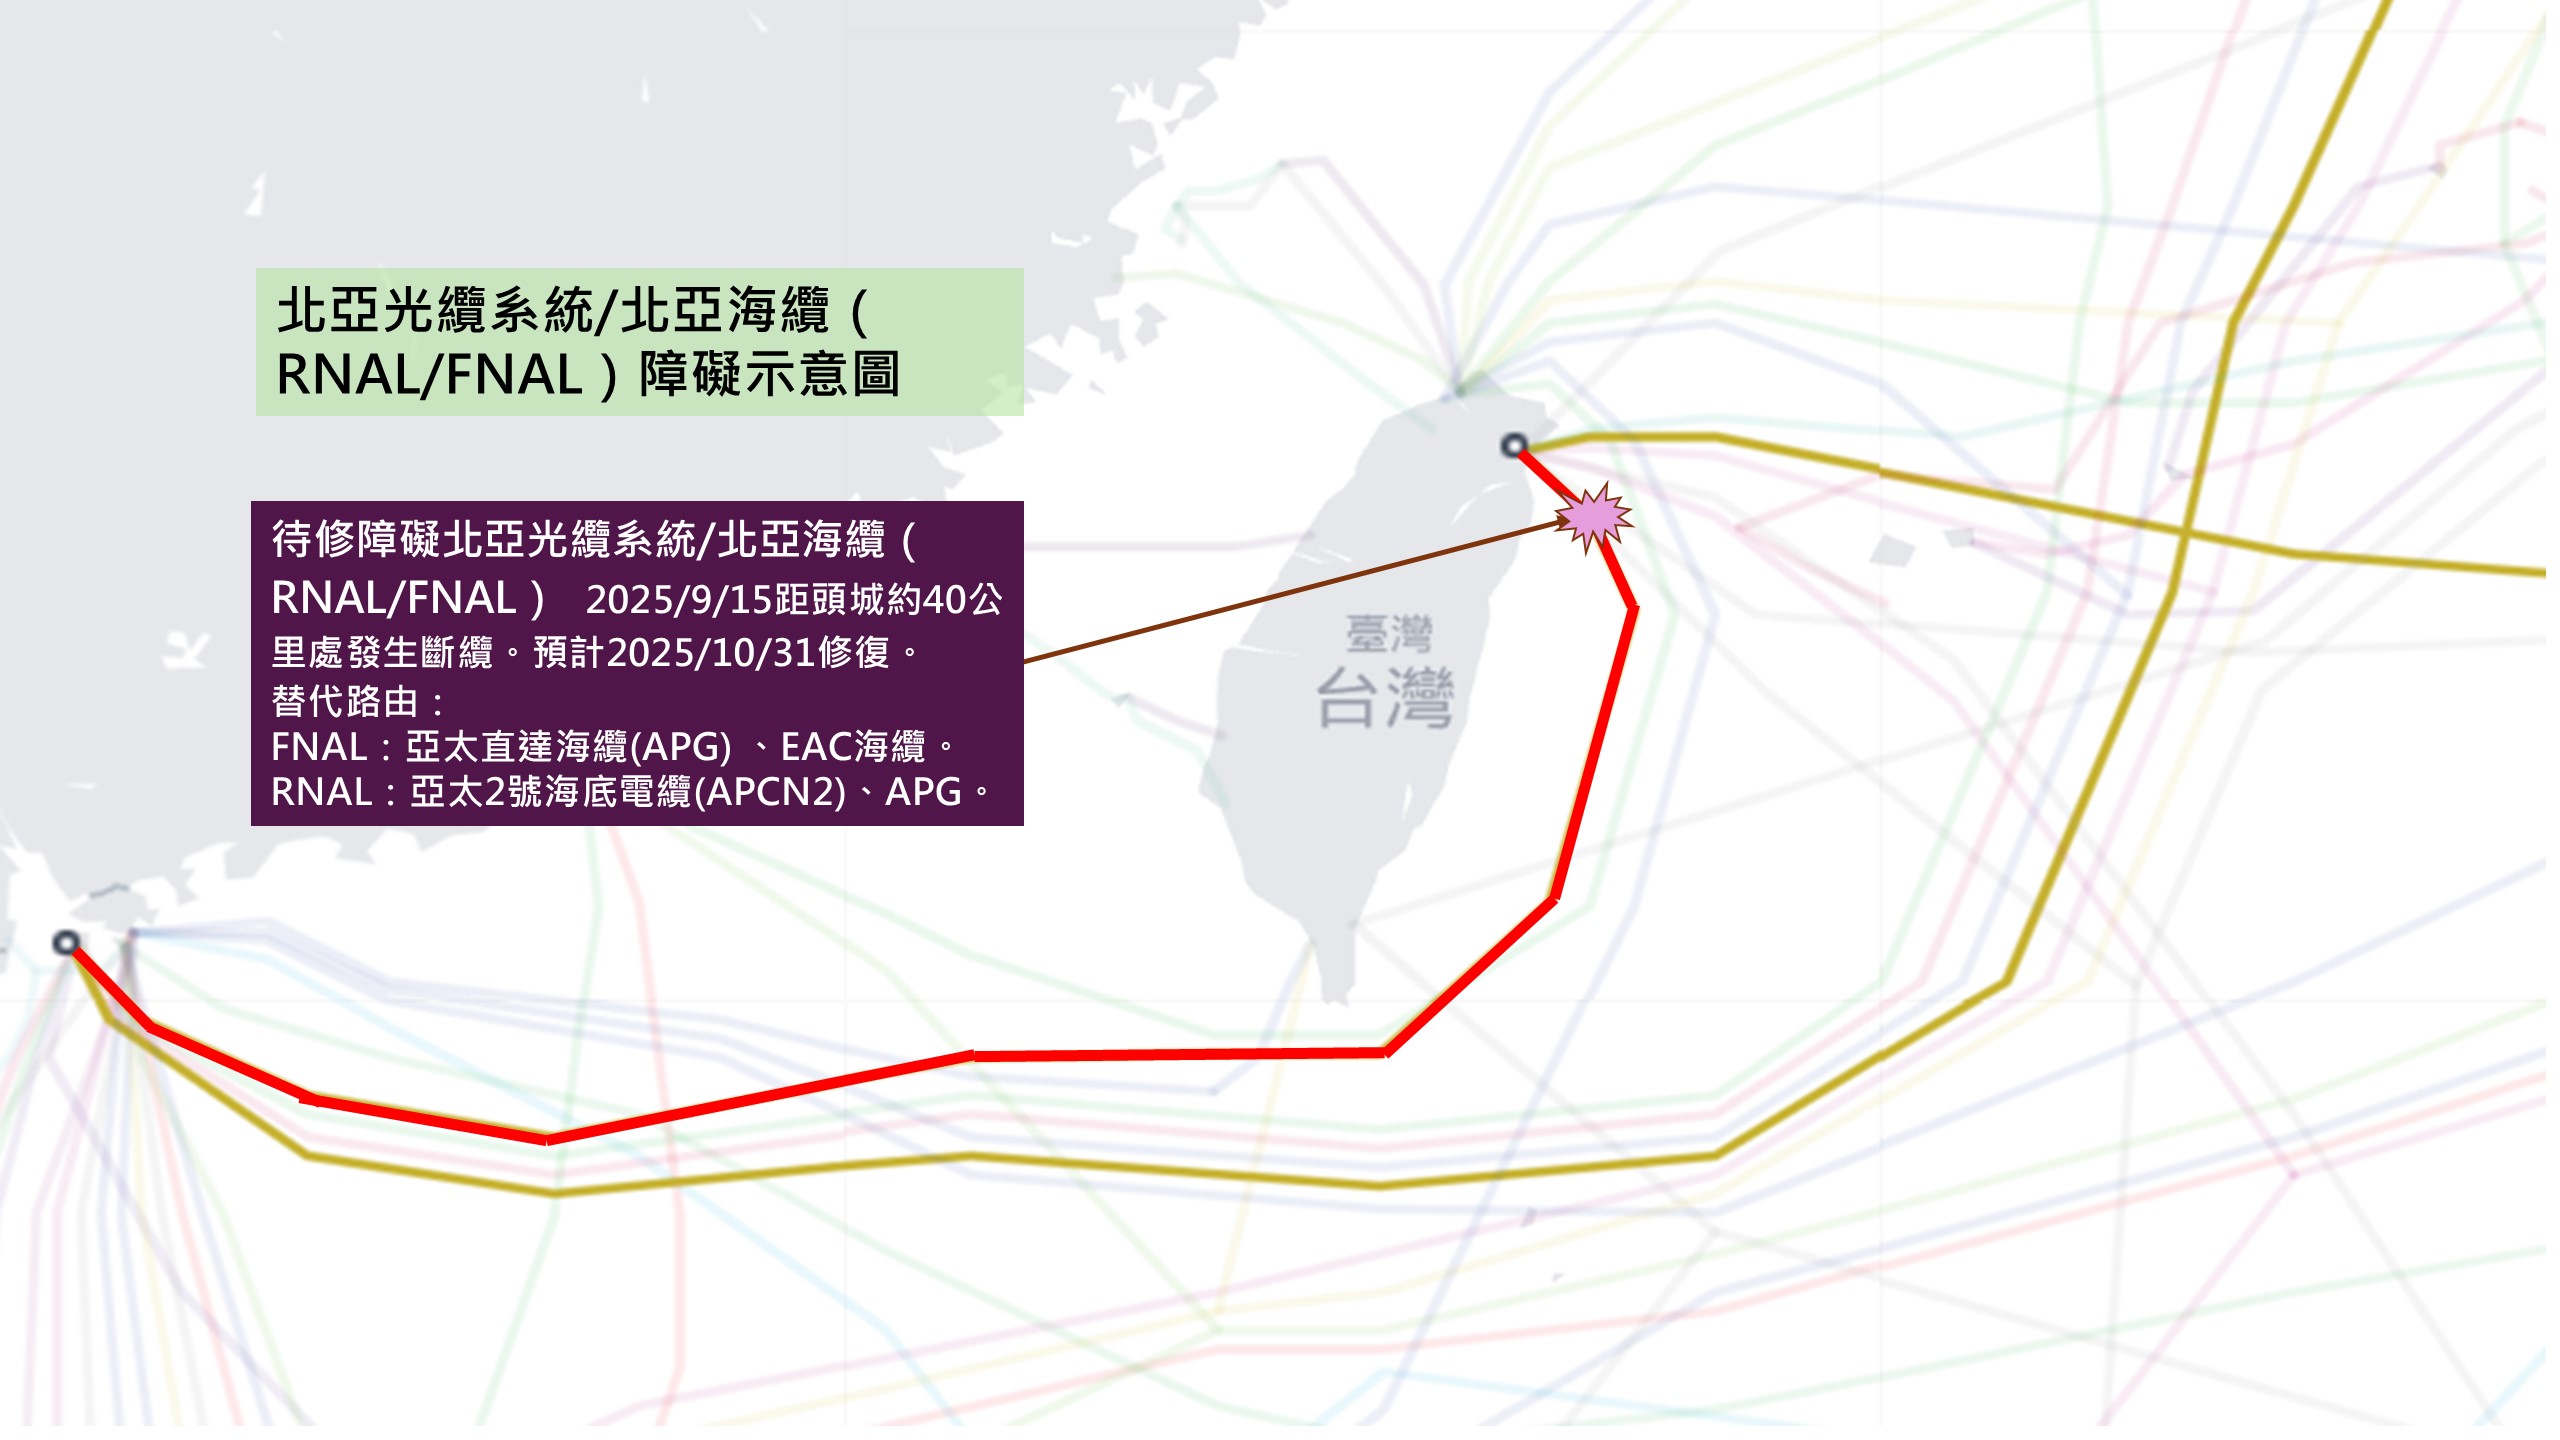 北亞光纜系統/北亞海纜（
RNAL/FNAL）障礙示意圖
待修障礙北亞光纜系統/北亞海纜（
RNAL/FNAL） 2025/9/15距頭城約40公
里處發生斷纜。預計2025/10/31修復。
替代路由：
FNAL：亞太直達海纜(APG) 、EAC海纜。
RNAL：亞太2號海底電纜(APCN2)、APG。
臺灣
台灣